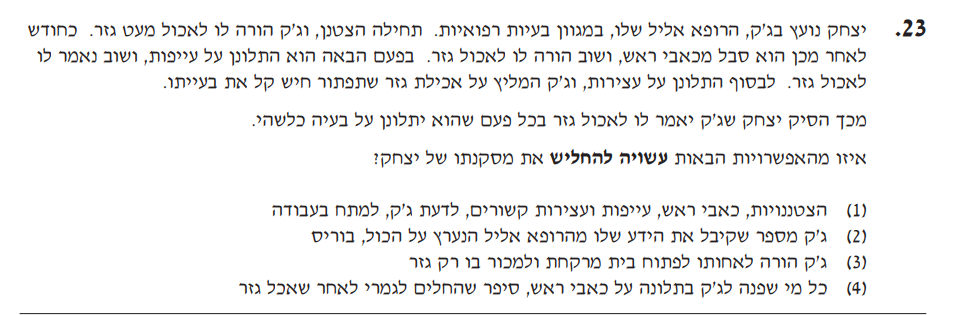 23. יצחק נועץ בג'ק, הרופא אליל שלו, במגוון בעיות רפואיות. תחילה הצטנן, וג'ק הורה לו לאכול מעט גזר. כחודש
לאחר מכן הוא סבל מכאבי ראש, ושוב הורה לו לאכול גזר. בפעם הבאה הוא התלונן על עייפות, ושוב נאמר לו
לאכול גזר. לבסוף התלונן על עצירות, וג'ק המליץ על אכילת גזר שתפתור חיש קל את בעייתו.
מכך הסיק יצחק שג'ק יאמר לו לאכול גזר בכל פעם שהוא יתלונן על בעיה כלשהי.
איזו מהאפשרויות הבאות עשויה להחליש את מסקנתו של יצחק?
(1) הצטננויות, כאבי ראש, עייפות ועצירות קשורים, לדעת ג'ק, למתח בעבודה
(2) ג'ק מספר שקיבל את הידע שלו מהרופא אליל הנערץ על הכול, בוריס
(3) ג'ק הורה לאחותו לפתוח בית מרקחת ולמכור בו רק גזר
(4) כל מי שפנה לג'ק בתלונה על כאבי ראש, סיפר שהחלים לגמרי לאחר שאכל גזר